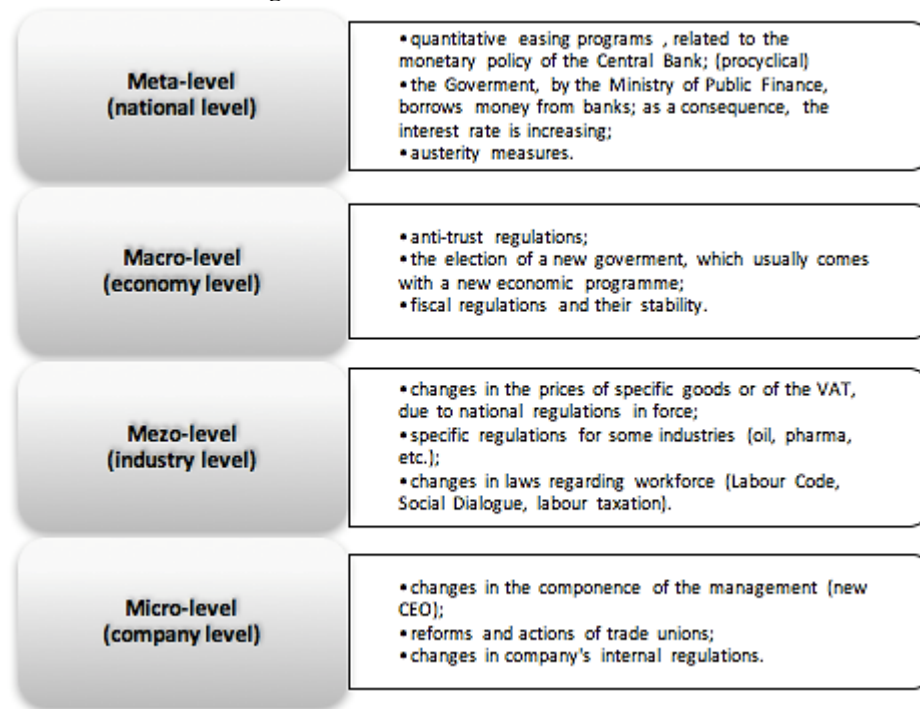 Meta-level
(national level)
•quantitative easing programs , related to the
monetary policy of the Central Bank; (procyclical)
•the Goverment, by the Ministry of Public Finance,
borrows money from banks; as a consequence, the
interest rate is increasing;
•austerity measures.
Macro-level
(economy level)
•anti-trust regulations;
•the election of a new goverment, which usually comes
with a new economic programme;
•fiscal regulations and their stability.
Mezo-level
(industry level)
•changes in the prices of specific goods or of the VAT,
due to national regulations in force;
•specific regulations for some industries (oil, pharma,
etc.);
•changes in laws regarding workforce (Labour Code,
Social Dialogue, labour taxation).
Micro-level
(company level)
•changes in the componence of the management (new
CEO);
•reforms and actions of trade unions;
•changes in company's internal regulations.